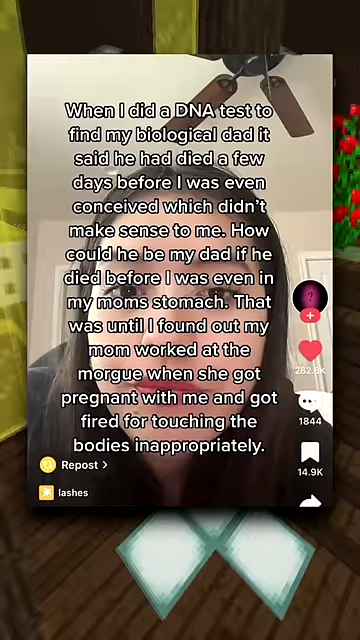 When I did a DNA test to
find my biological dad it
said he had died a few
days before I was even
conceived which didn't
make sense to me. How
could he be my dad if he
died before I was even in
my moms stomach. That
was until I found out my
mom worked at the
morgue when she got
pregnant with me and got
fired for touching the
bodies inappropriately.
?
282.8K
1844
14.9K
Repost >
lashes